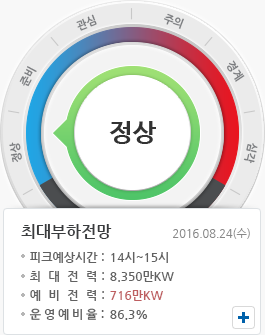 정상 준비 관심 주의 경계 심각
정상
최대부하전망 2016.08.24(수)
피크예상시간 : 14시~15시
최 대 전 력 : 8,350만KW
예 비 전 력 : 716만KW
운영예비율 : 86,3%